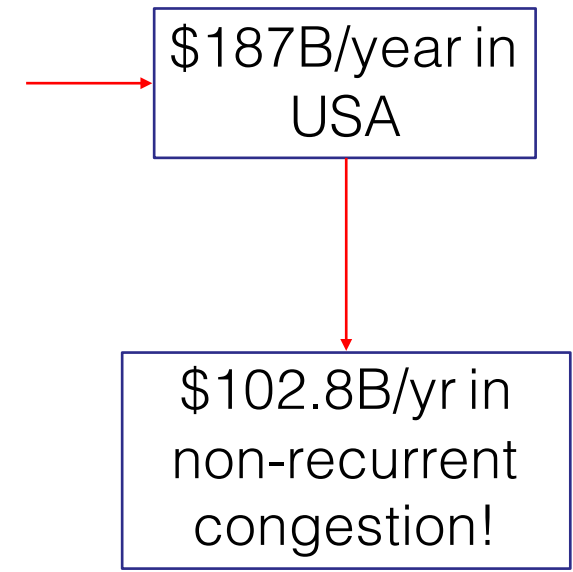 $187B/year in
USA
$102.8B/yr in
non-recurrent
congestion!